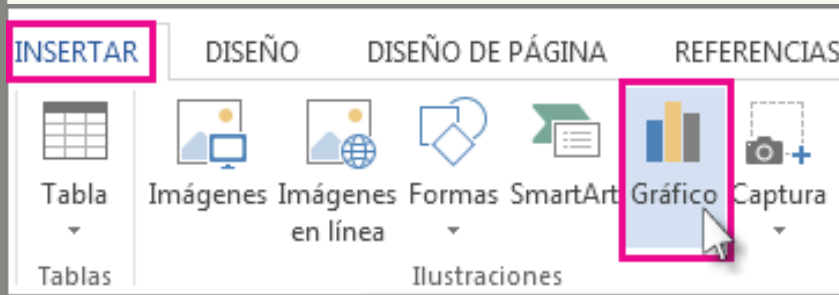 INSERTAR DISEÑO DISEÑO DE PÁGINA REFERENCIAS
Tabla Imágenes Imágenes Formas SmartArt Gráfico Captura
en línea
Tablas Ilustraciones